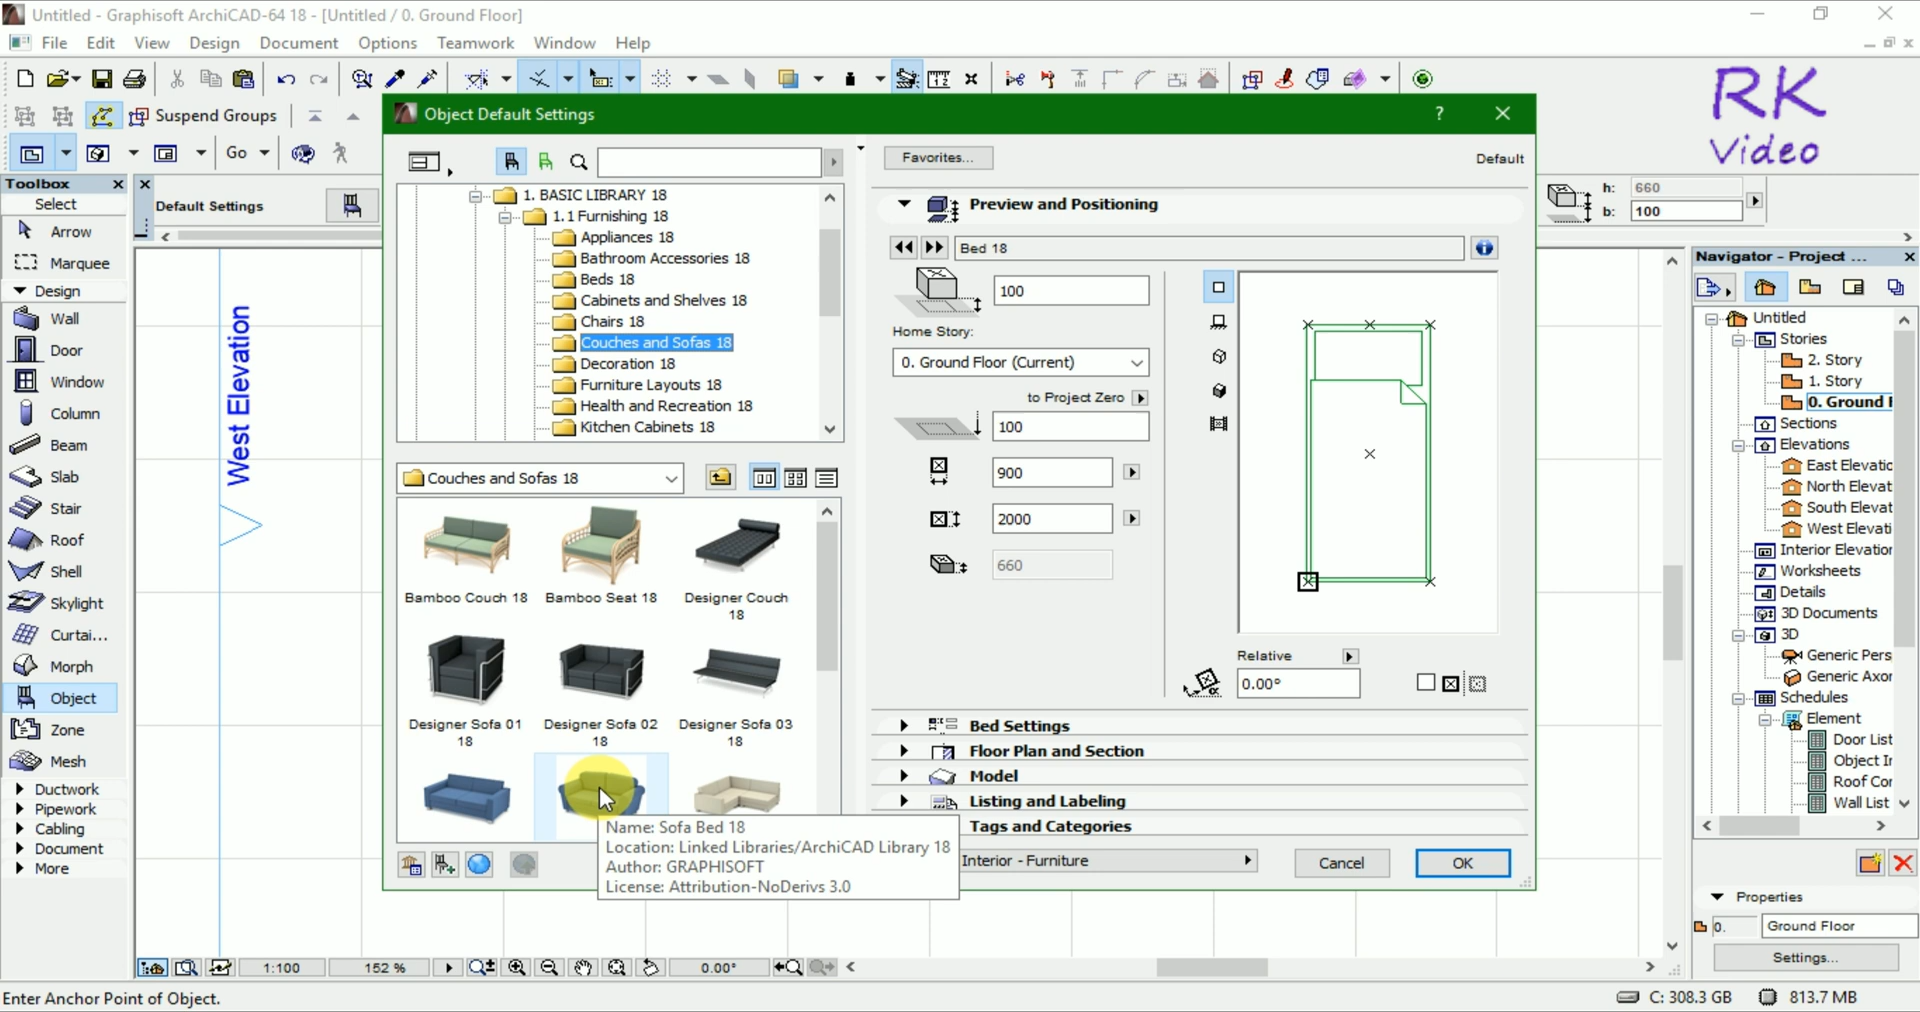 Untitled - Graphisoft ArchiCAD-64 18 - [Untitled / 0. Ground Floor]
File Edit View Design Document Options Teamwork Window Help
RK
Video
Suspend Groups
Go
Toolbox
Select
Arrow
Marquee
Design
Wall
Door
Window
Column
Beam
Slab
Stair
Roof
Shell
Skylight
Curtai...
Morph
Object
Zone
Mesh
Ductwork
Pipework
Cabling
Document
More
Default Settings
West Elevation
Object Default Settings
?
1. BASIC LIBRARY 18
1.1 Furnishing 18
Appliances 18
Bathroom Accessories 18
Beds 18
Cabinets and Shelves 18
Chairs 18
Couches and Sofas 18
Decoration 18
Furniture Layouts 18
Health and Recreation 18
Kitchen Cabinets 18
Couches and Sofas 18
Bamboo Couch 18
Bamboo Seat 18
Designer Couch
18
Designer Sofa 01
18
Designer Sofa 02
18
Designer Sofa 03
18
Name: Sofa Bed 18
Location: Linked Libraries/ArchiCAD Library 18
Author: GRAPHISOFT
License: Attribution-NoDerivs 3.0
Favorites...
Default
Preview and Positioning
Bed 18
100
Home Story:
0. Ground Floor (Current)
to Project Zero
100
900
2000
660
Relative
0.00°
Bed Settings
Floor Plan and Section
Model
Listing and Labeling
Tags and Categories
Interior - Furniture
Cancel
OK
h: 660
b: 100
Navigator - Project ...
Untitled
Stories
2. Story
1. Story
0. Ground F
Sections
Elevations
East Elevatic
North Elevat
South Elevat
West Elevati
Interior Elevation
Worksheets
Details
3D Documents
3D
Generic Pers
Generic Axor
Schedules
Element
Door List
Object Ir
Roof Cor
Wall List
Properties
0. Ground Floor
Settings...
1:100
152 %
0.00°
Enter Anchor Point of Object.
C: 308.3 GB
813.7 MB